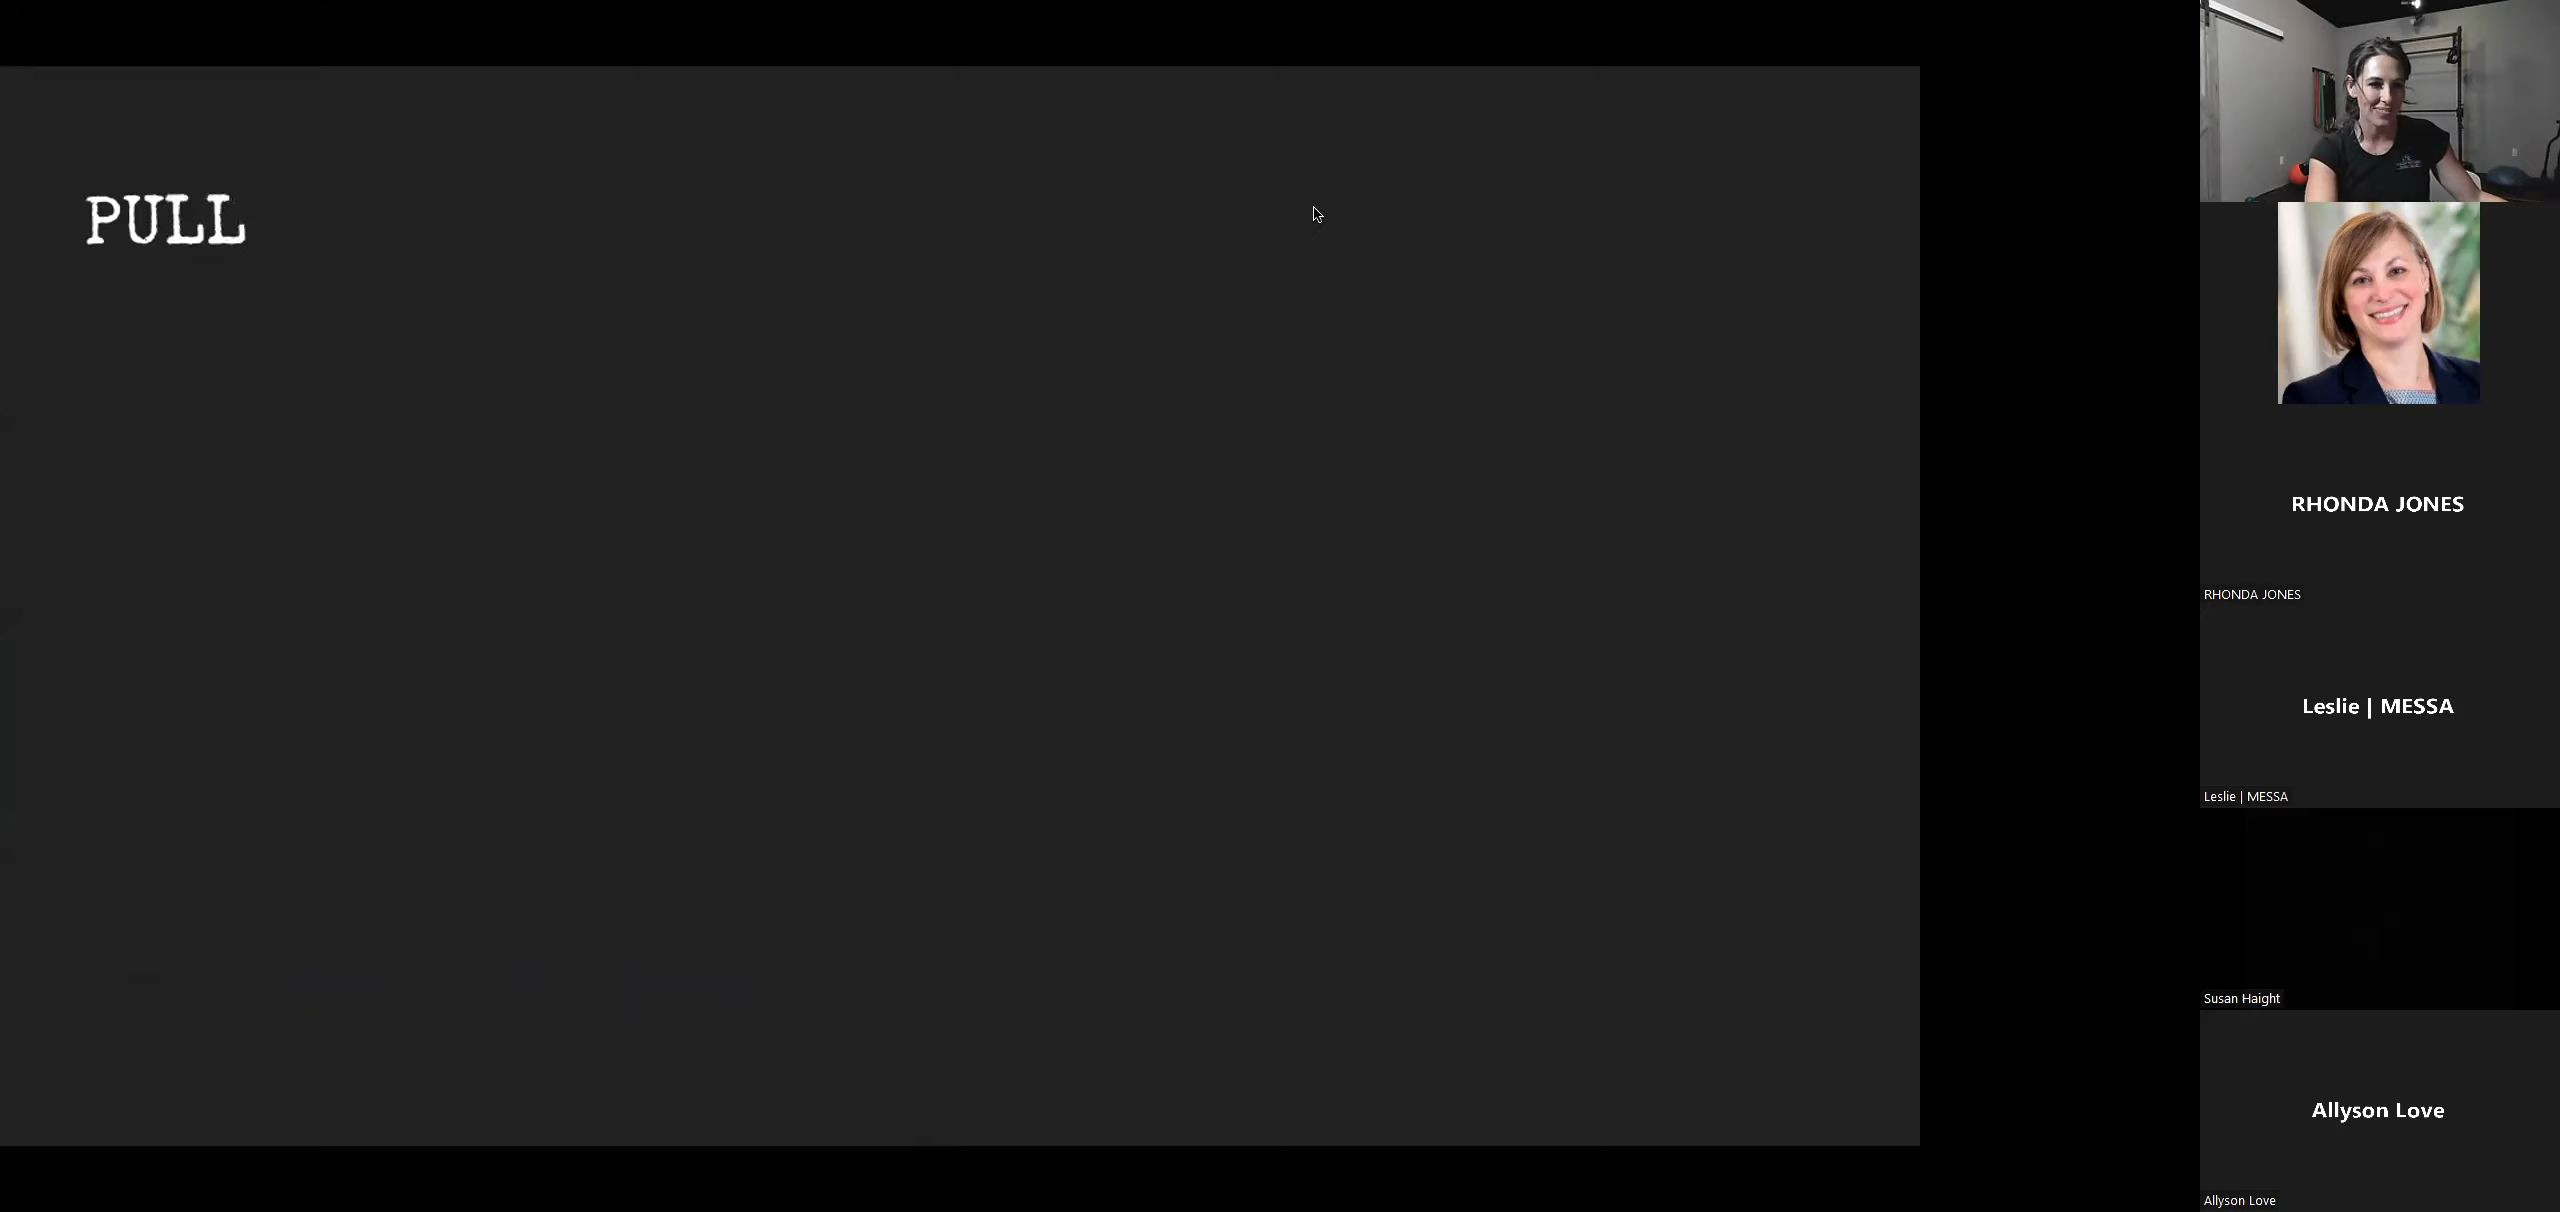 PULL
RHONDA JONES
RHONDA JONES
Leslie | MESSA
Leslie | MESSA
Susan Haight
Allyson Love
Allyson Love